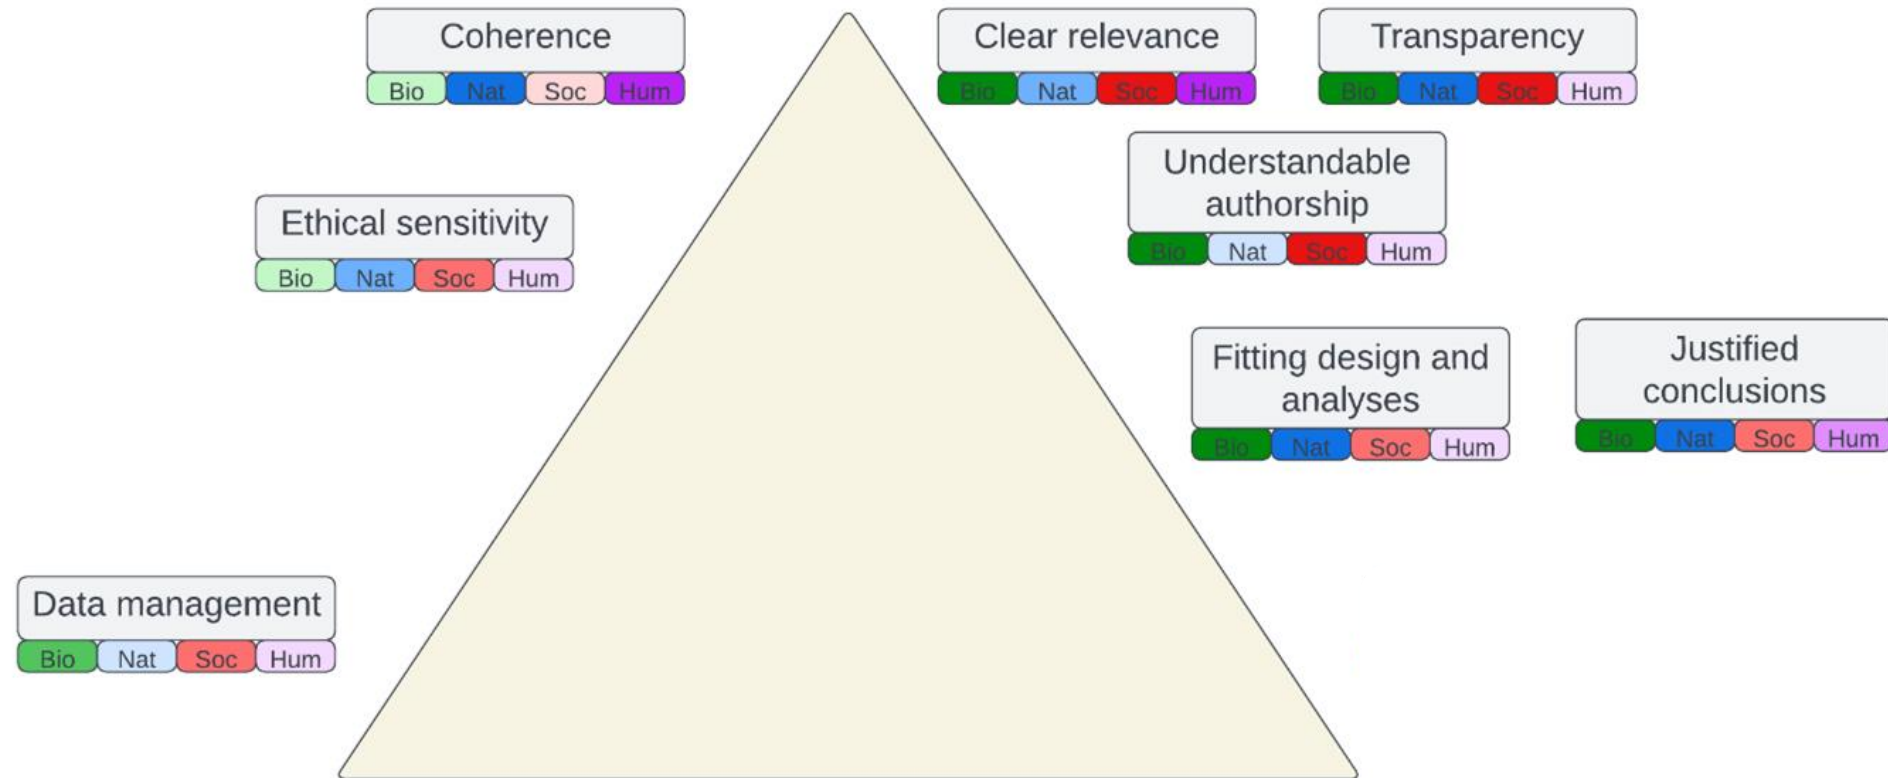 Coherence
Bio Nat Soc Hum
Clear relevance
Bio Nat Soc Hum
Transparency
Bio Nat Soc Hum
Understandable
authorship
Bio Nat Soc Hum
Ethical sensitivity
Bio Nat Soc Hum
Fitting design and
analyses
Bio Nat Soc Hum
Justified
conclusions
Bio Nat Soc Hum
Data management
Bio Nat Soc Hum